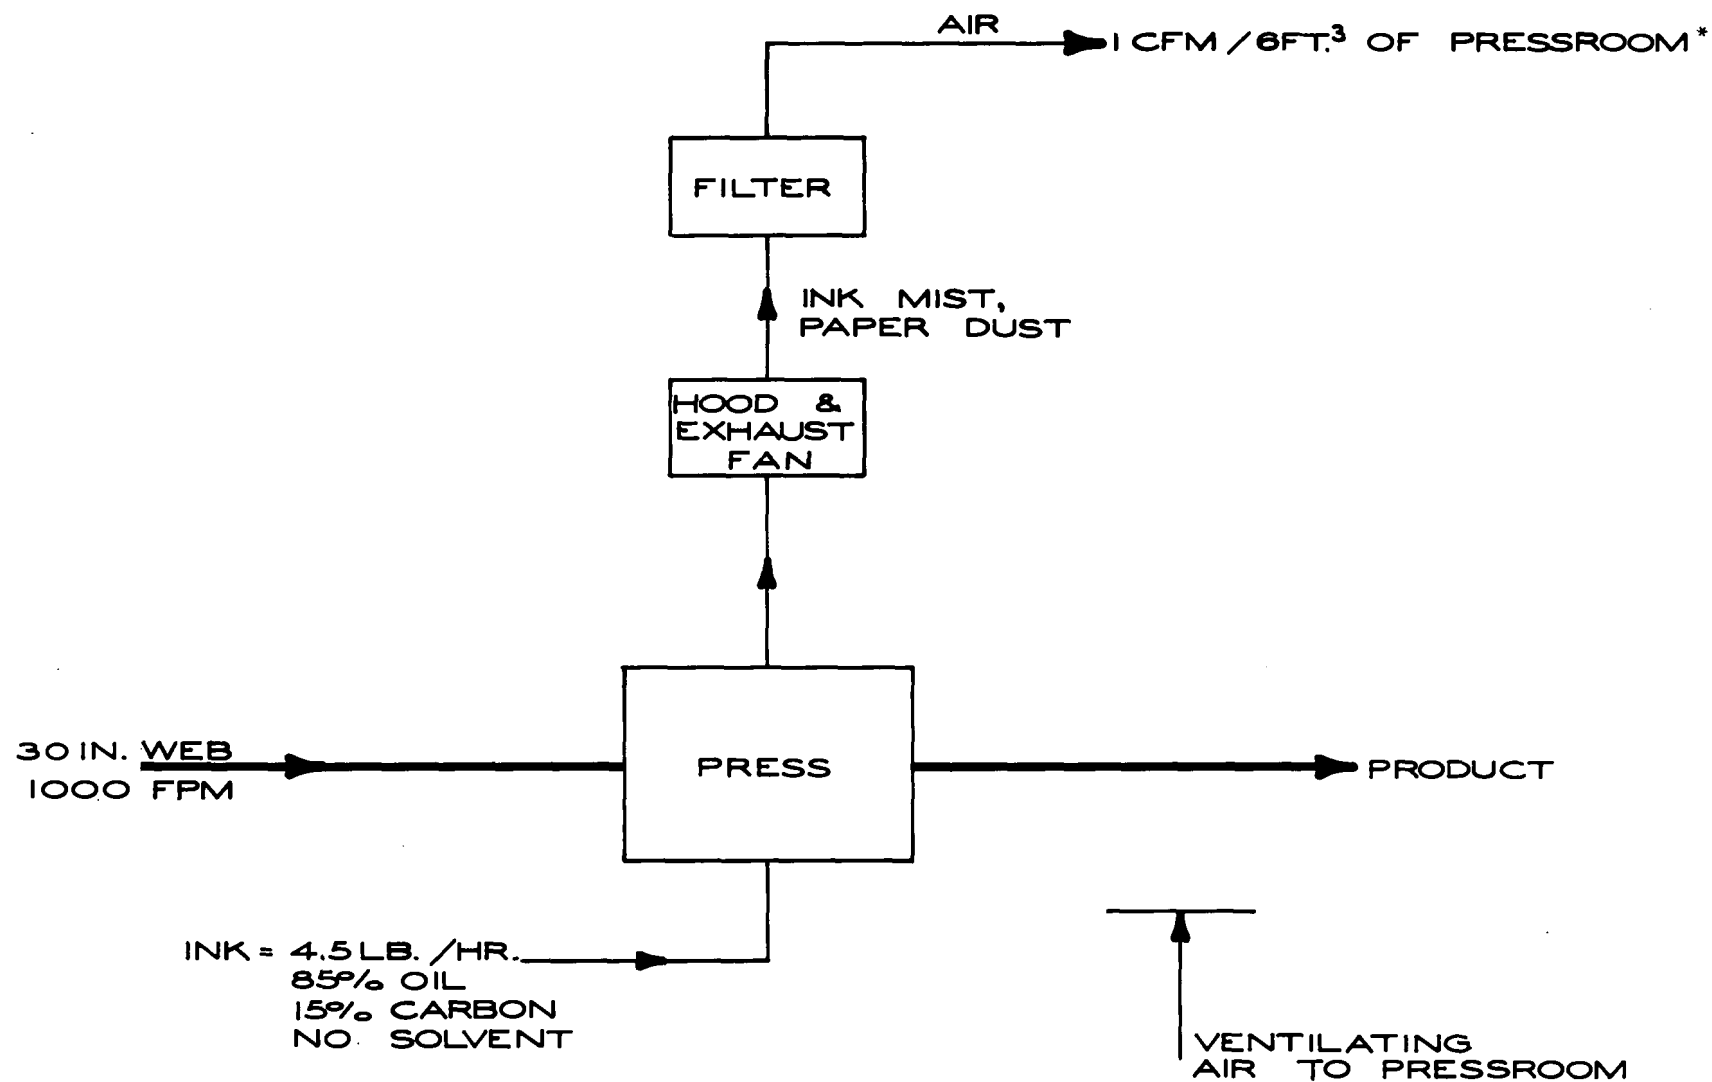 AIR
1 CFM / 6FT.³ OF PRESSROOM*
FILTER
INK MIST,
PAPER DUST
HOOD &
EXHAUST
FAN
30 IN. WEB
1000 FPM
PRESS
PRODUCT
INK = 4.5 LB. /HR.
85% OIL
15% CARBON
NO SOLVENT
VENTILATING
AIR TO PRESSROOM